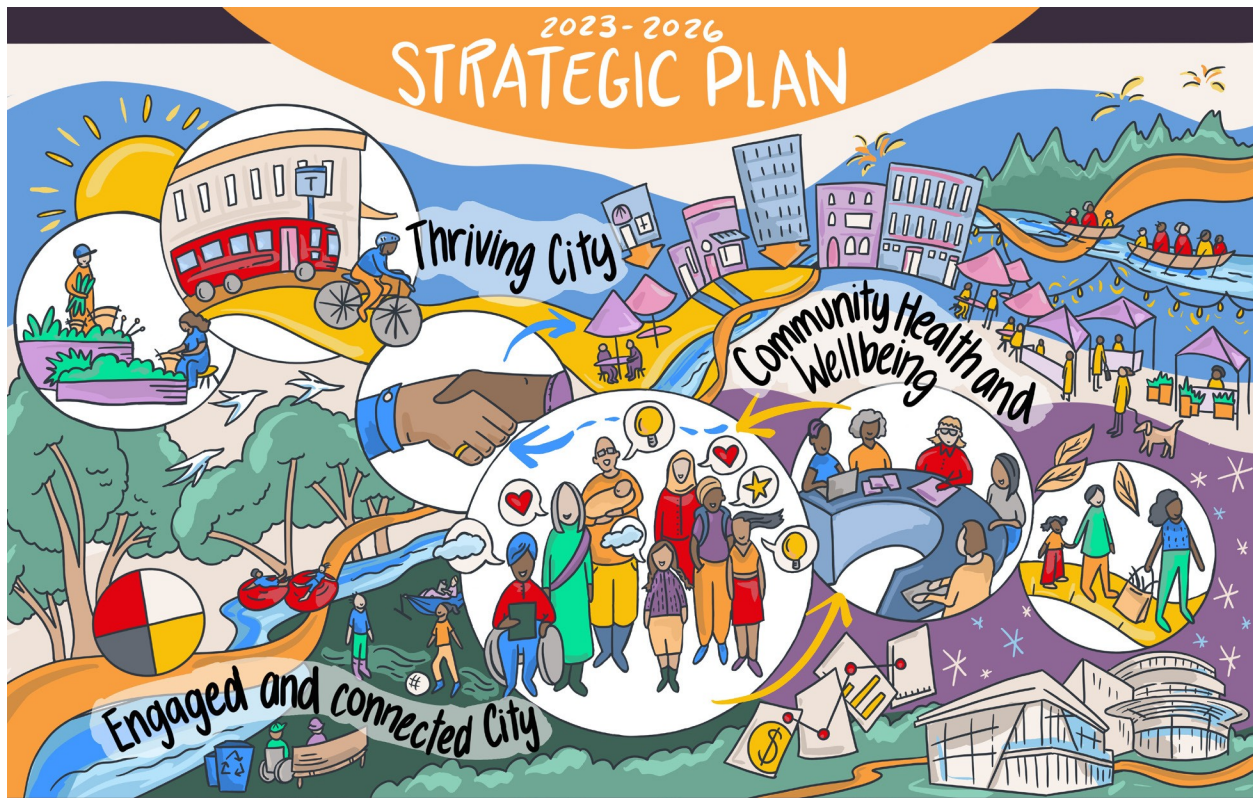 2023-2026
STRATEGIC PLAN
T
Thriving City
Community Health and
Wellbeing
Engaged and connected City
$